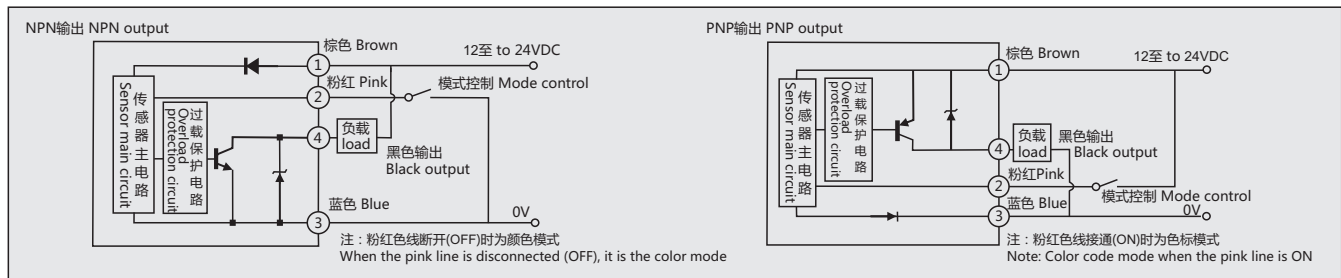 NPN输出 NPN output
棕色 Brown
1
12至 to 24VDC
粉红 Pink
2
模式控制 Mode control
传感器主电路
Sensor main circuit
过载保护电路
Overload
protection circuit
4
负载
load
黑色输出
Black output
蓝色 Blue
3
0V
注：粉红色线断开(OFF)时为颜色模式
When the pink line is disconnected (OFF), it is the color mode
PNP输出 PNP output
棕色 Brown
1
12至 to 24VDC
传感器主电路
Sensor main circuit
过载保护电路
Overload
protection circuit
4
负载
load
黑色输出
Black output
粉红Pink
2
模式控制 Mode control
蓝色 Blue
3
0V
注：粉红色线接通(ON)时为色标模式
Note: Color code mode when the pink line is ON